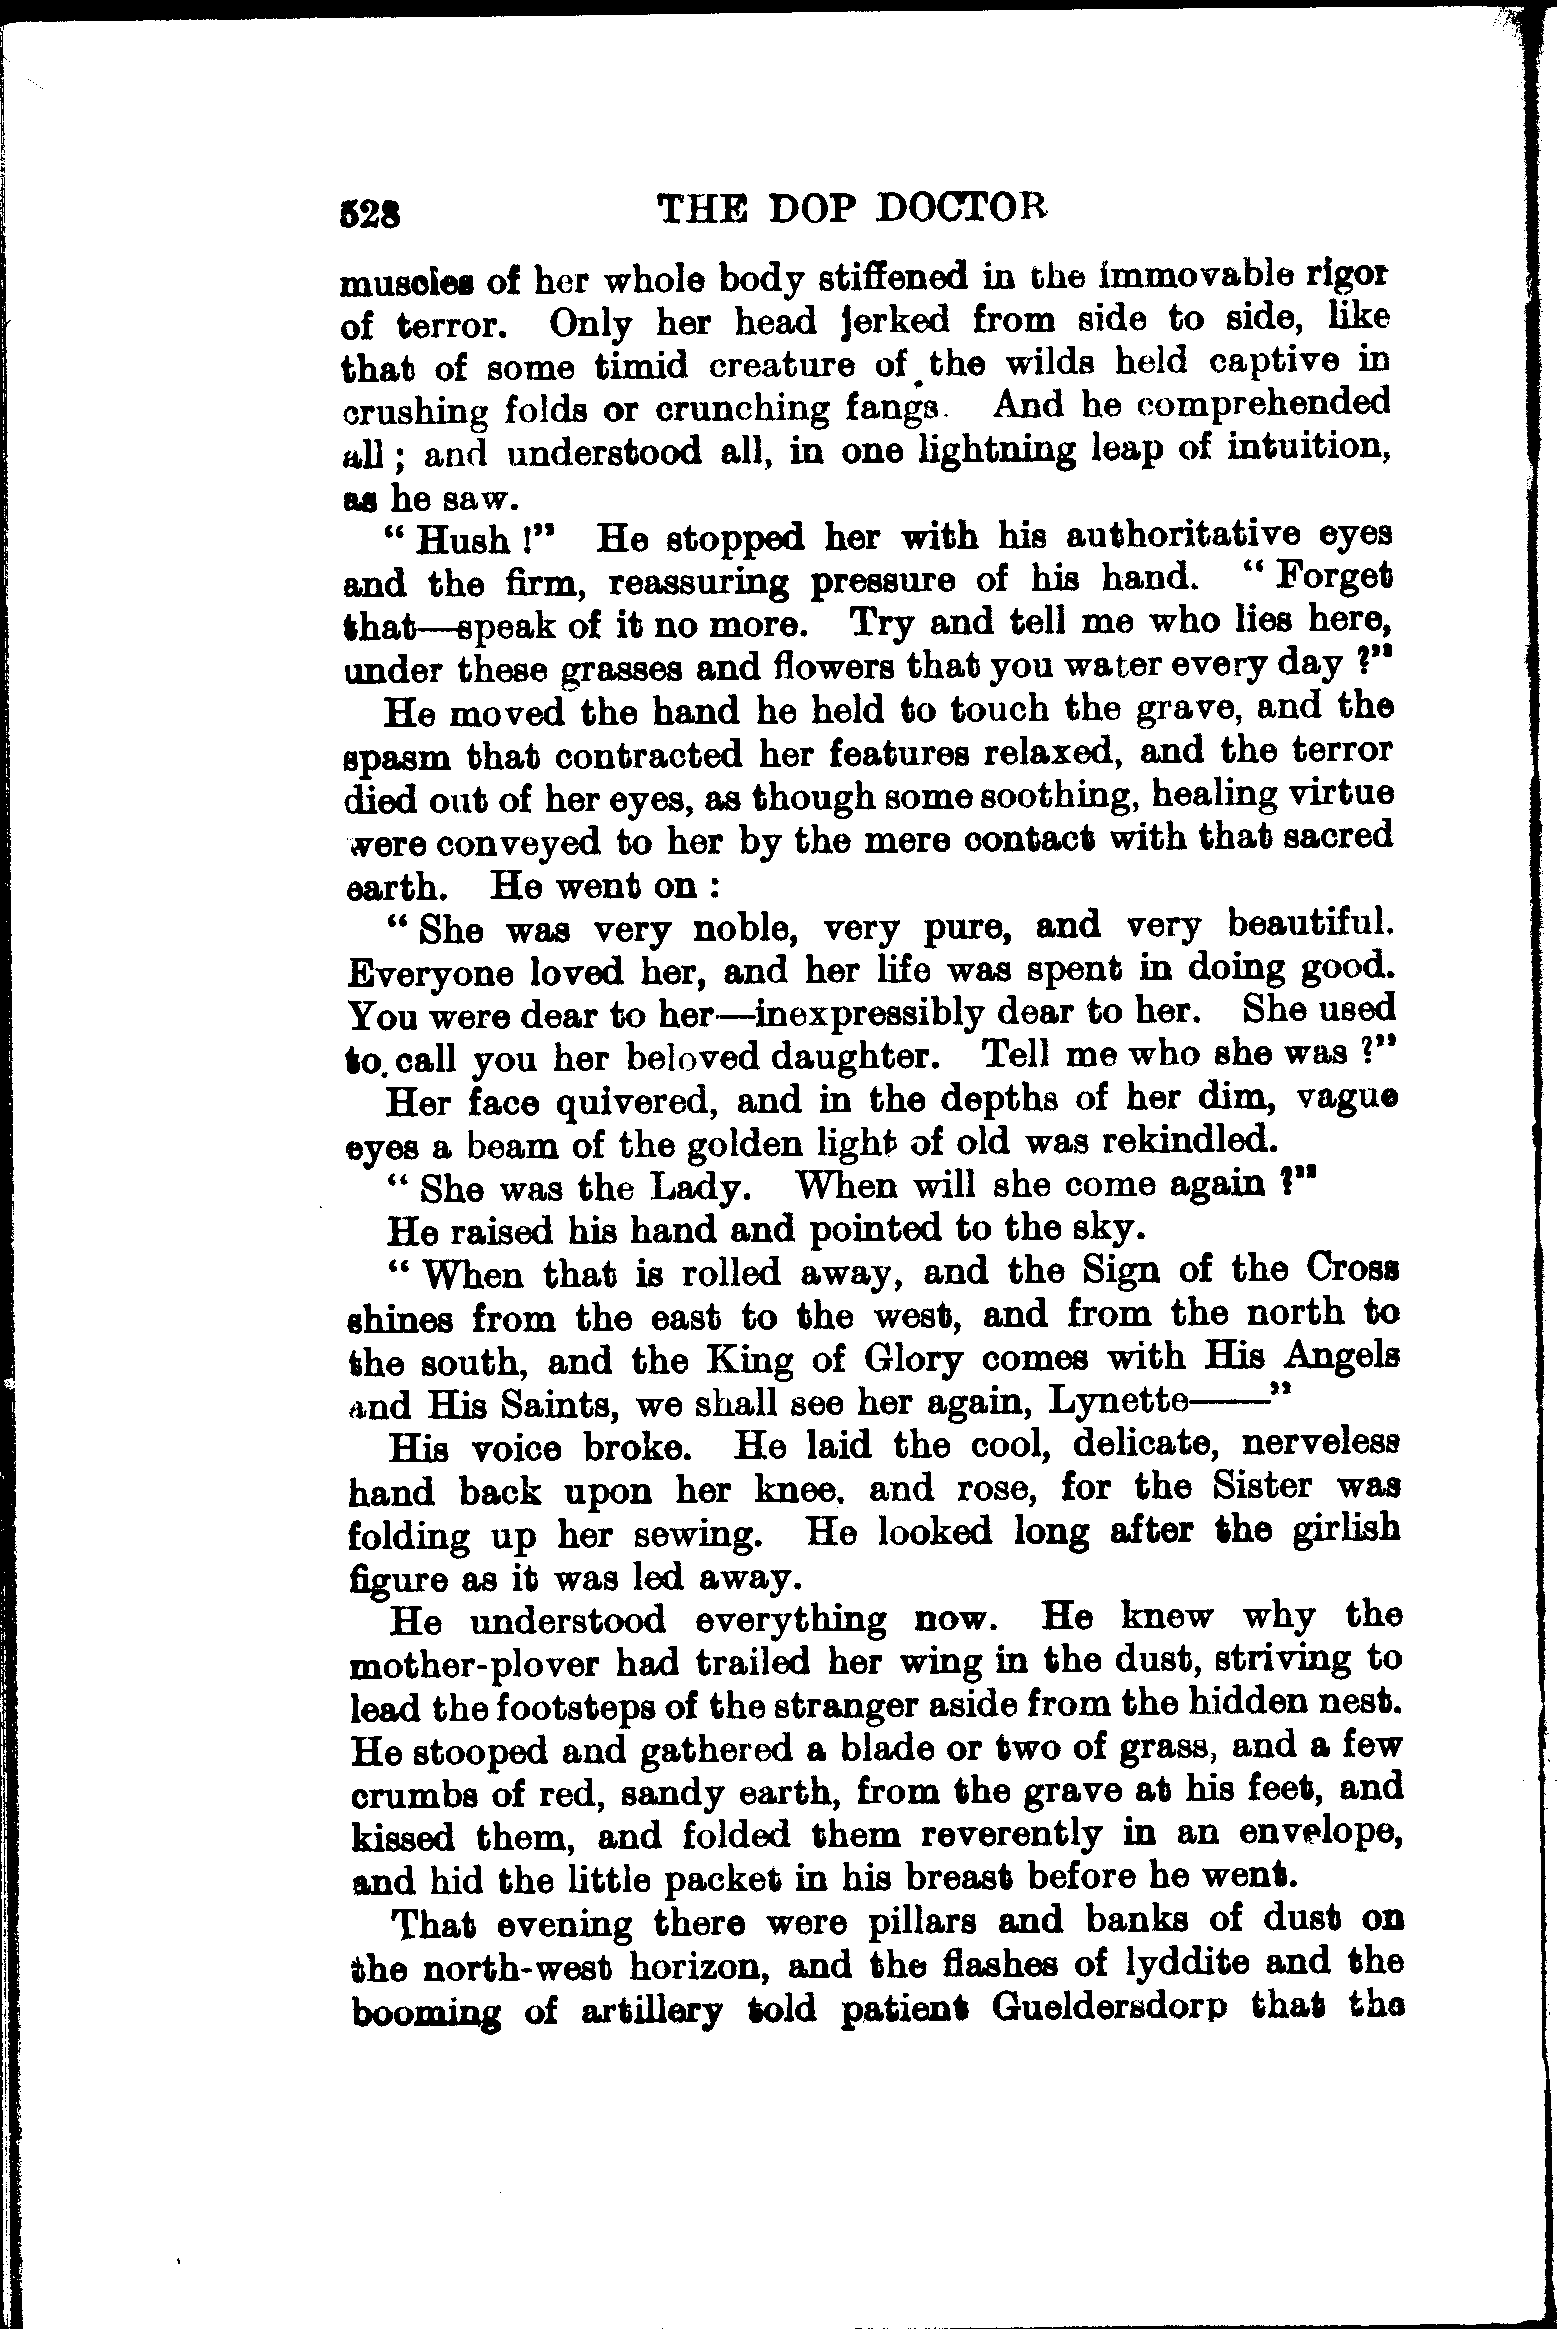 528 THE DOP DOCTOR
muscles of her whole body stiffened in the immovable rigor
of terror. Only her head jerked from side to side, like
that of some timid creature of the wilds held captive in
crushing folds or crunching fangs. And he comprehended
all; and understood all, in one lightning leap of intuition,
as he saw.
“Hush!” He stopped her with his authoritative eyes
and the firm, reassuring pressure of his hand. “Forget
that—speak of it no more. Try and tell me who lies here,
under these grasses and flowers that you water every day?”
He moved the hand he held to touch the grave, and the
spasm that contracted her features relaxed, and the terror
died out of her eyes, as though some soothing, healing virtue
were conveyed to her by the mere contact with that sacred
earth. He went on:
“She was very noble, very pure, and very beautiful.
Everyone loved her, and her life was spent in doing good.
You were dear to her—inexpressibly dear to her. She used
to call you her beloved daughter. Tell me who she was?”
Her face quivered, and in the depths of her dim, vague
eyes a beam of the golden light of old was rekindled.
“She was the Lady. When will she come again?”
He raised his hand and pointed to the sky.
“When that is rolled away, and the Sign of the Cross
shines from the east to the west, and from the north to
the south, and the King of Glory comes with His Angels
and His Saints, we shall see her again, Lynette——”
His voice broke. He laid the cool, delicate, nerveless
hand back upon her knee, and rose, for the Sister was
folding up her sewing. He looked long after the girlish
figure as it was led away.
He understood everything now. He knew why the
mother-plover had trailed her wing in the dust, striving to
lead the footsteps of the stranger aside from the hidden nest.
He stooped and gathered a blade or two of grass, and a few
crumbs of red, sandy earth, from the grave at his feet, and
kissed them, and folded them reverently in an envelope,
and hid the little packet in his breast before he went.
That evening there were pillars and banks of dust on
the north-west horizon, and the flashes of lyddite and the
booming of artillery told patient Gueldersdorp that the